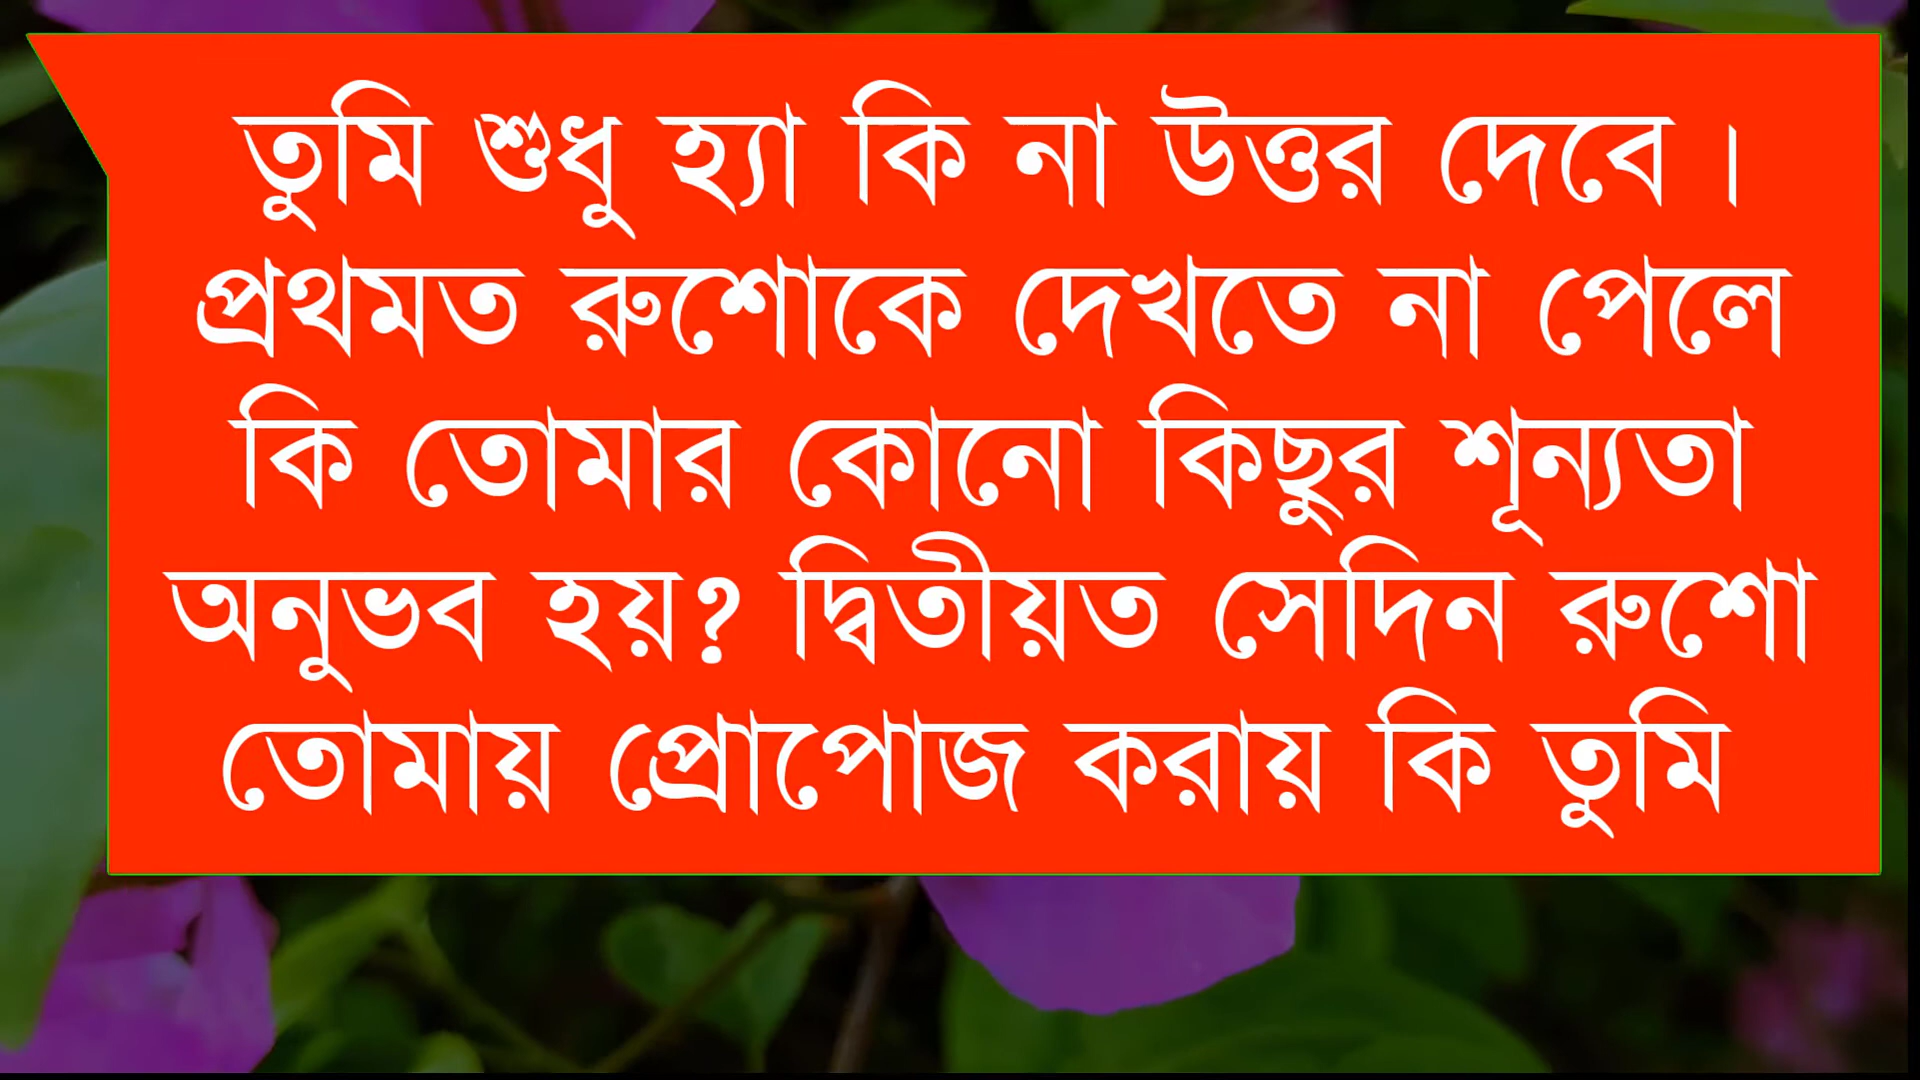 তুমি শুধু হ্যা কি না উত্তর দেবে ।
প্রথমত রুশোকে দেখতে না পেলে
কি তোমার কোনো কিছুর শূন্যতা
অনুভব হয়? দ্বিতীয়ত সেদিন রুশো
তোমায় প্রোপোজ করায় কি তুমি